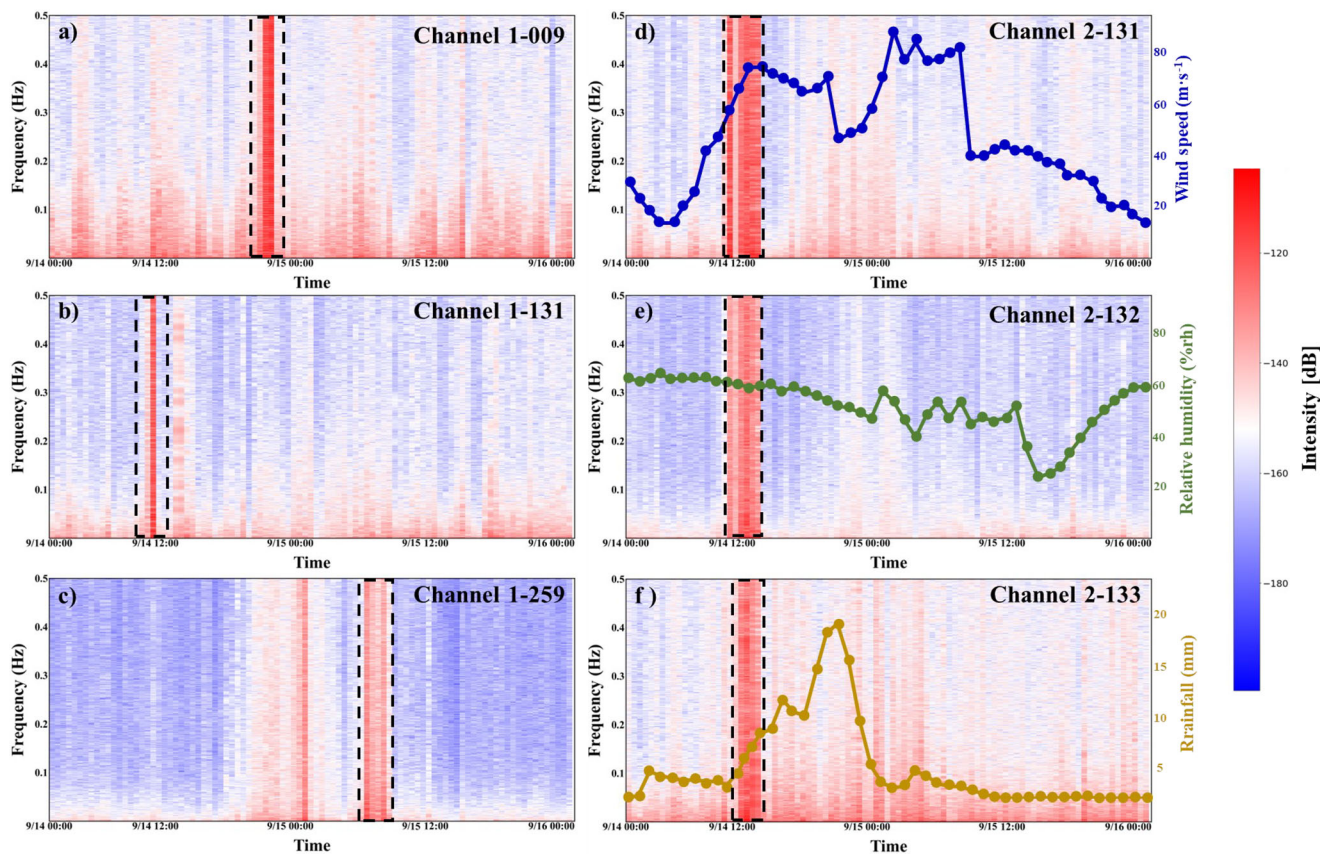 a)
Channel 1-009
0.5
0.4
0.3
0.2
0.1
Frequency (Hz)
9/14 00:00 9/14 12:00 9/15 00:00 9/15 12:00 9/16 00:00
Time
d)
Channel 2-131
0.5
0.4
0.3
0.2
0.1
Frequency (Hz)
80
60
40
20
Wind speed (m·s-1)
9/14 00:00 9/14 12:00 9/15 00:00 9/15 12:00 9/16 00:00
Time
b)
Channel 1-131
0.5
0.4
0.3
0.2
0.1
Frequency (Hz)
9/14 00:00 9/14 12:00 9/15 00:00 9/15 12:00 9/16 00:00
Time
e)
Channel 2-132
0.5
0.4
0.3
0.2
0.1
Frequency (Hz)
80
60
40
20
Relative humidity (%rh)
9/14 00:00 9/14 12:00 9/15 00:00 9/15 12:00 9/16 00:00
Time
c)
Channel 1-259
0.5
0.4
0.3
0.2
0.1
Frequency (Hz)
9/14 00:00 9/14 12:00 9/15 00:00 9/15 12:00 9/16 00:00
Time
f )
Channel 2-133
0.5
0.4
0.3
0.2
0.1
Frequency (Hz)
20
15
10
5
Rrainfall (mm)
9/14 00:00 9/14 12:00 9/15 00:00 9/15 12:00 9/16 00:00
Time
-120
-140
-160
-180
Intensity [dB]